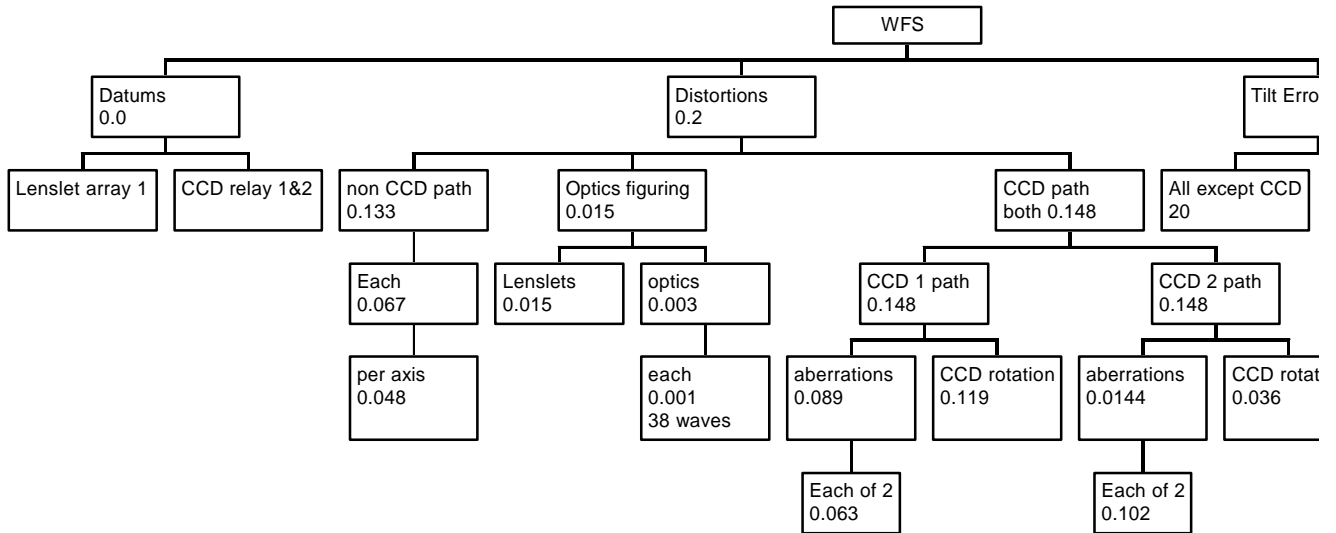 WFS
Datums
0.0
Distortions
0.2
Tilt Erro
Lenslet array 1
CCD relay 1&2
non CCD path
0.133
Optics figuring
0.015
CCD path
both 0.148
All except CCD
20
Each
0.067
Lenslets
0.015
optics
0.003
CCD 1 path
0.148
CCD 2 path
0.148
per axis
0.048
each
0.001
38 waves
aberrations
0.089
CCD rotation
0.119
aberrations
0.0144
CCD rotat
0.036
Each of 2
0.063
Each of 2
0.102